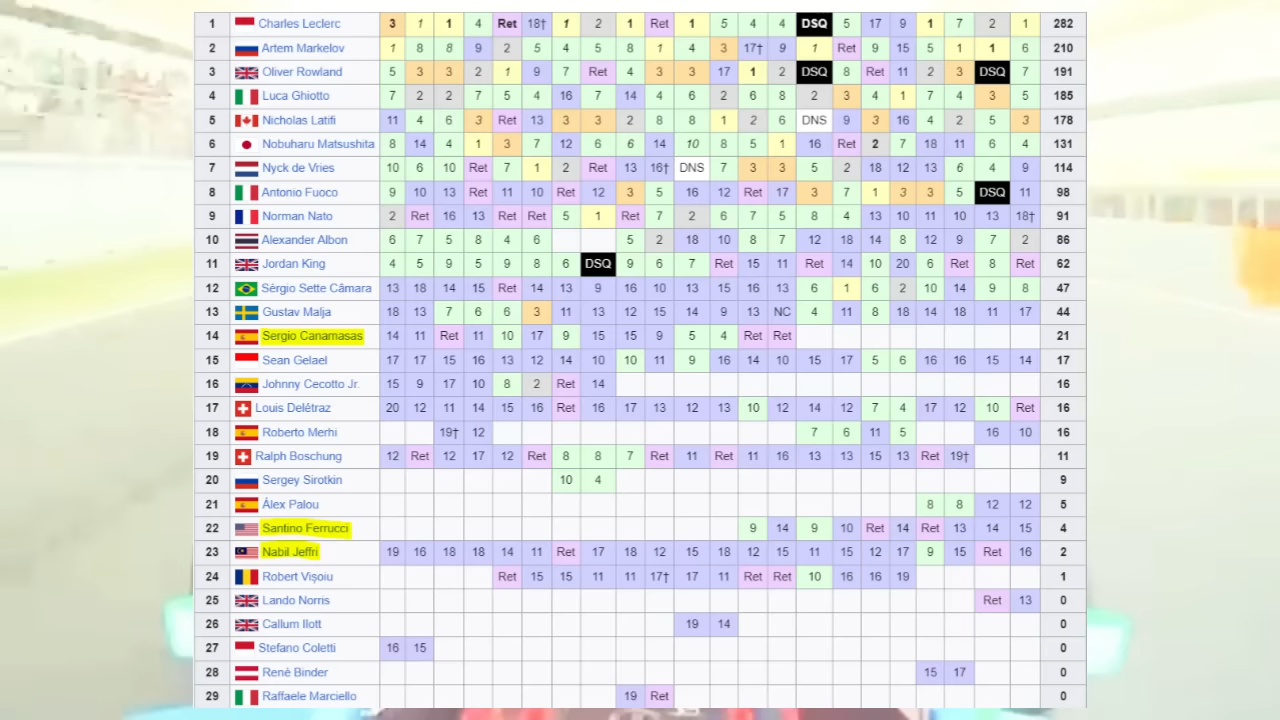 1 Charles Leclerc 3 1 1 4 Ret 18† 1 2 1 Ret 1 5 4 4 DSQ 5 17 9 1 7 2 1 282
2 Artem Markelov 1 8 8 9 2 5 4 5 8 1 4 3 17† 9 1 Ret 9 15 5 1 6 210
3 Oliver Rowland 5 3 3 2 1 9 7 Ret 4 3 3 17 1 2 DSQ 8 Ret 11 2 3 DSQ 7 191
4 Luca Ghiotto 7 2 2 7 5 4 16 7 14 4 2 6 8 2 3 4 1 7 4 3 5 185
5 Nicholas Latifi 11 4 6 3 Ret 13 3 3 2 8 8 1 2 6 DNS 9 3 16 4 2 5 3 178
6 Nobuharu Matsushita 8 14 4 1 3 7 12 6 6 14 10 8 5 1 16 Ret 2 7 18 11 6 4 131
7 Nyck de Vries 10 6 10 Ret 7 1 2 Ret 13 16† DNS 7 3 3 5 2 18 12 13 6 4 9 114
8 Antonio Fuoco 9 10 13 Ret 11 10 Ret 12 3 5 16 12 Ret 17 3 7 1 3 3 5 DSQ 11 98
9 Norman Nato 2 Ret 16 13 Ret Ret 5 1 Ret 7 2 6 7 5 8 4 13 10 11 10 13 18† 91
10 Alexander Albon 6 7 5 8 4 6 5 2 18 10 8 7 12 18 14 8 12 9 7 2 86
11 Jordan King 4 5 9 5 9 8 6 DSQ 9 6 7 Ret 15 11 Ret 14 10 20 Ret 8 Ret 62
12 Sérgio Sette Câmara 13 18 14 15 Ret 14 13 9 16 10 13 15 16 13 6 1 6 2 10 14 9 8 47
13 Gustav Malja 18 13 7 6 6 3 11 13 12 15 14 9 13 NC 4 11 8 18 14 18 11 17 44
14 Sergio Canamasas 14 11 Ret 11 10 17 9 15 15 9 5 4 Ret Ret 21
15 Sean Gelael 17 17 15 16 13 12 14 10 10 11 9 16 14 10 15 17 5 6 16 16 15 14 17
16 Johnny Cecotto Jr. 15 9 17 10 8 2 Ret 14 16
17 Louis Delétraz 20 12 11 14 15 16 Ret 16 17 13 12 13 10 12 14 12 7 4 17 12 10 Ret 16
18 Roberto Merhi 19† 12 7 6 11 5 16 10 16
19 Ralph Boschung 12 Ret 12 17 12 Ret 8 8 7 Ret 11 Ret 11 16 13 13 15 13 Ret 19† 11
20 Sergey Sirotkin 10 4 9
21 Álex Palou 8 8 12 12 5
22 Santino Ferrucci 9 14 9 10 Ret 14 Ret 13 14 15 4
23 Nabil Jeffri 19 16 18 18 14 11 Ret 17 18 12 15 18 12 15 11 15 12 17 9 15 Ret 16 2
24 Robert Vișoiu Ret 15 15 11 11 17† 17 11 Ret Ret 10 16 16 19 1
25 Lando Norris Ret 13 0
26 Callum Ilott 19 14 0
27 Stefano Coletti 16 15 0
28 René Binder 15 17 0
29 Raffaele Marciello 19 Ret 0